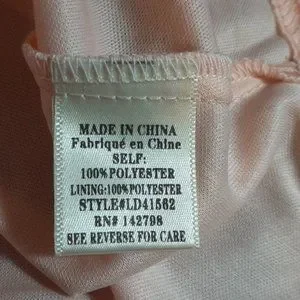 MADE IN CHINA
Fabriqué en Chine
SELF:
100%POLYESTER
LINING:100%POLYESTER
STYLE#LD41562
RN# 142798
SEE REVERSE FOR CARE